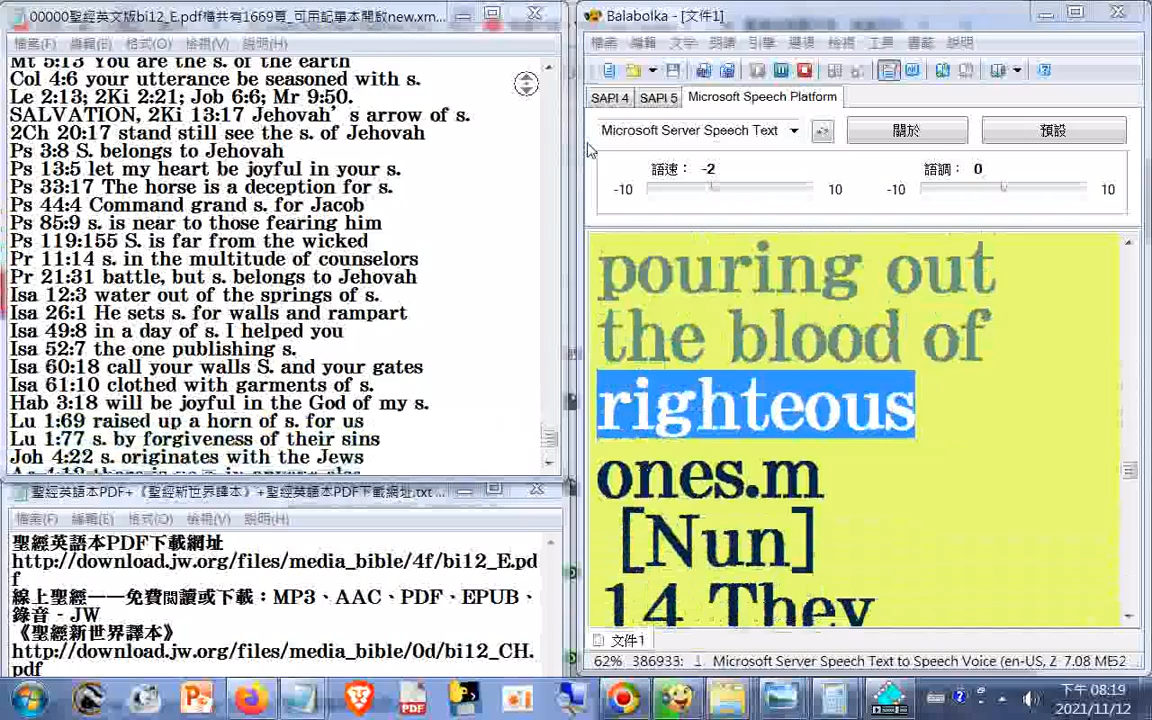 00000聖經英文版bi12_E.pdf檔共有1669頁_可用記事本開啟new.xm...
檔案(F) 編輯(E) 格式(O) 檢視(V) 說明(H)
Mt 5:13 You are the s. of the earth
Col 4:6 your utterance be seasoned with s.
Le 2:13; 2Ki 2:21; Job 6:6; Mr 9:50.
SALVATION, 2Ki 13:17 Jehovah's arrow of s.
2Ch 20:17 stand still see the s. of Jehovah
Ps 3:8 S. belongs to Jehovah
Ps 13:5 let my heart be joyful in your s.
Ps 33:17 The horse is a deception for s.
Ps 44:4 Command grand s. for Jacob
Ps 85:9 s. is near to those fearing him
Ps 119:155 S. is far from the wicked
Pr 11:14 s. in the multitude of counselors
Pr 21:31 battle, but s. belongs to Jehovah
Isa 12:3 water out of the springs of s.
Isa 26:1 He sets s. for walls and rampart
Isa 49:8 in a day of s. I helped you
Isa 52:7 the one publishing s.
Isa 60:18 call your walls S. and your gates
Isa 61:10 clothed with garments of s.
Hab 3:18 will be joyful in the God of my s.
Lu 1:69 raised up a horn of s. for us
Lu 1:77 s. by forgiveness of their sins
Joh 4:22 s. originates with the Jews
聖經英語本PDF+《聖經新世界譯本》+聖經英語本PDF下載網址.txt ...
檔案(F) 編輯(E) 格式(O) 檢視(V) 說明(H)
聖經英語本PDF下載網址
http://download.jw.org/files/media_bible/4f/bi12_E.pd
f
線上聖經——免費閱讀或下載：MP3、AAC、PDF、EPUB、
錄音 - JW
《聖經新世界譯本》
http://download.jw.org/files/media_bible/0d/bi12_CH.
pdf
Balabolka - [文件1]
檔案 編輯 文字 朗讀 引擎 選項 檢視 工具 書籤 說明
SAPI 4 SAPI 5 Microsoft Speech Platform
Microsoft Server Speech Text 關於 預設
語速： -2 語調： 0
-10 10 -10 10
pouring out
the blood of
righteous
ones.m
[Nun]
14 They
文件1
62% 386933: 1 Microsoft Server Speech Text to Speech Voice (en-US, Z 7.08 ME52
下午 08:19
2021/11/12